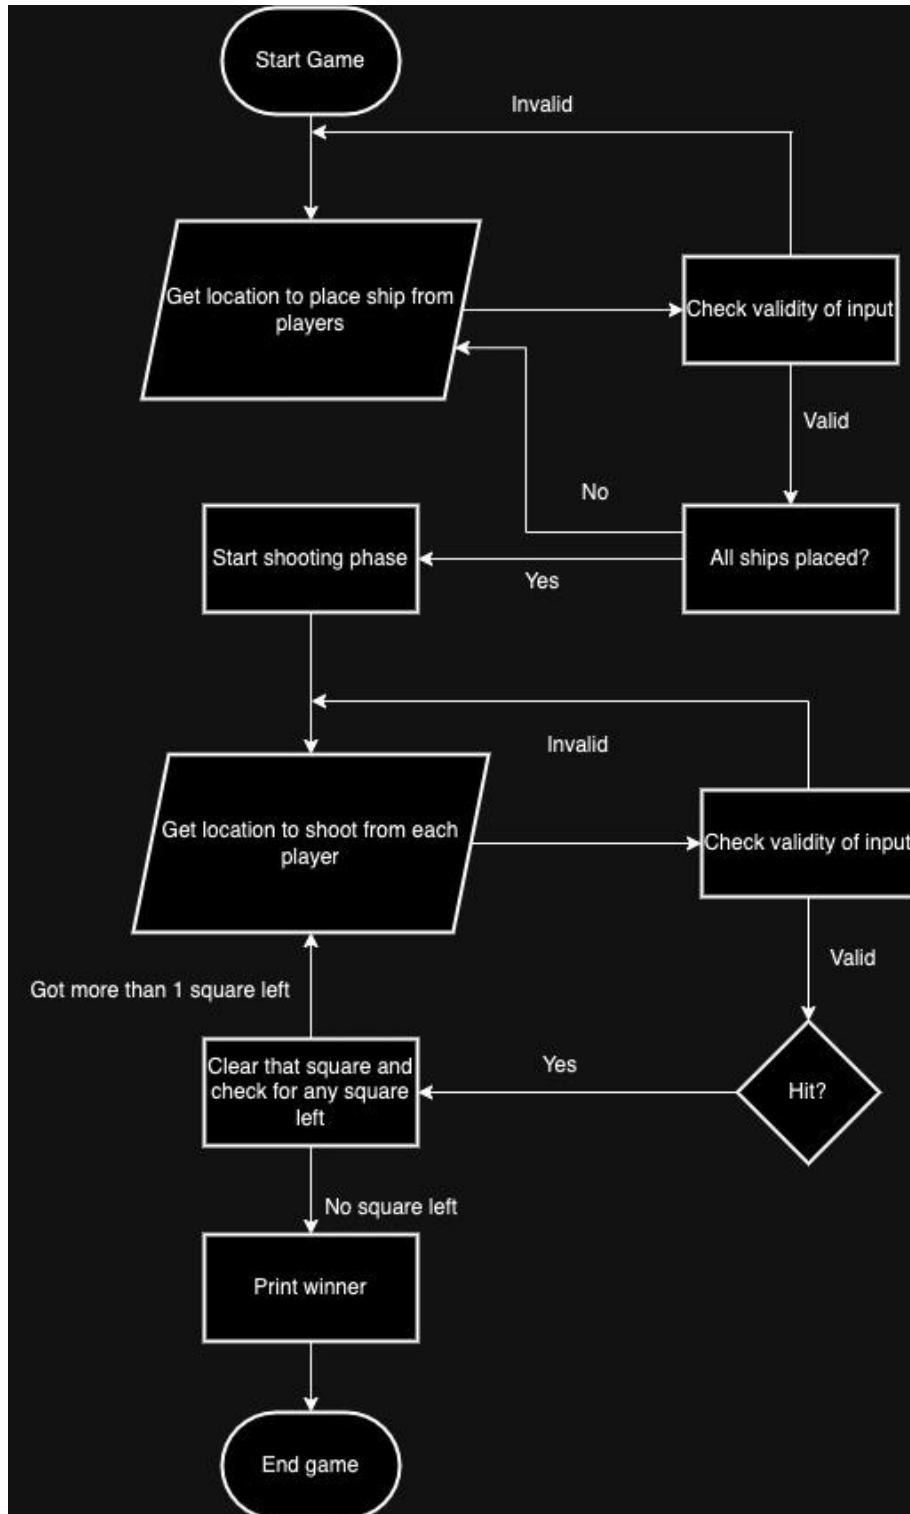 Start Game
Invalid
Get location to place ship from
players
Check validity of input
Valid
No
Start shooting phase
Yes
All ships placed?
Invalid
Get location to shoot from each
player
Check validity of input
Valid
Got more than 1 square left
Clear that square and
check for any square
left
Yes
Hit?
No square left
Print winner
End game